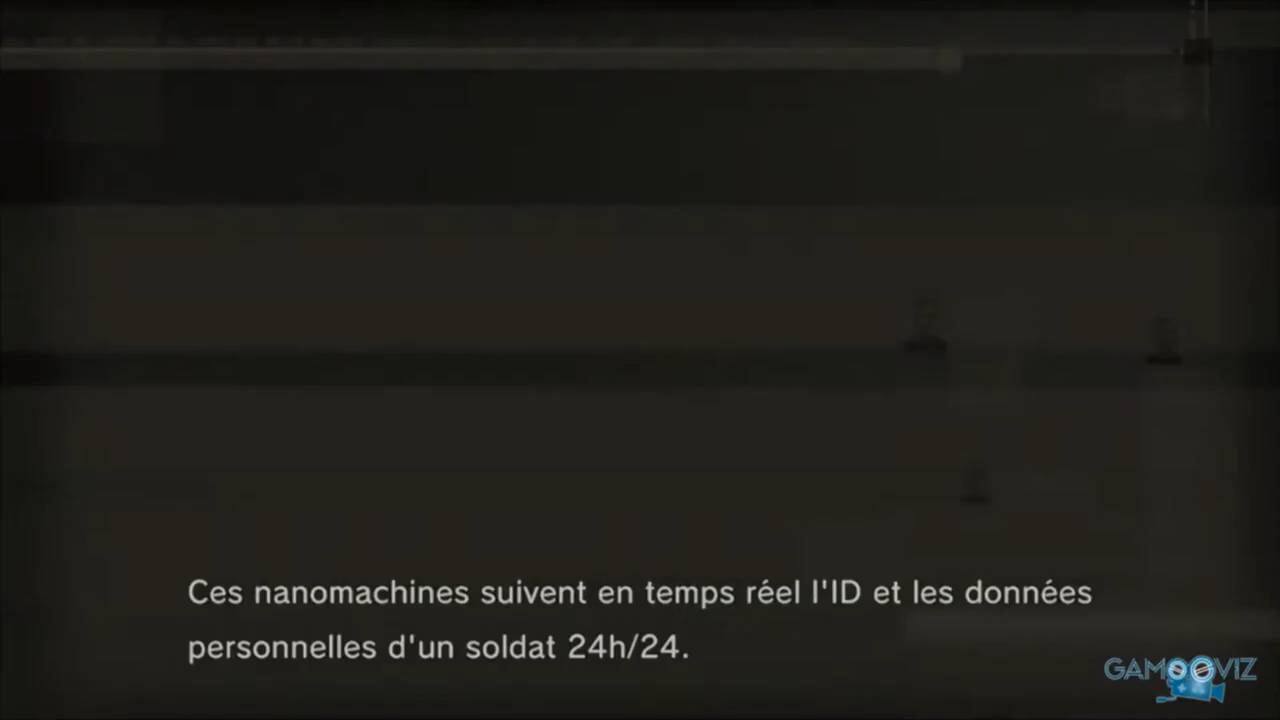 Ces nanomachines suivent en temps réel l'ID et les données
personnelles d'un soldat 24h/24.
GAMOOVIZ